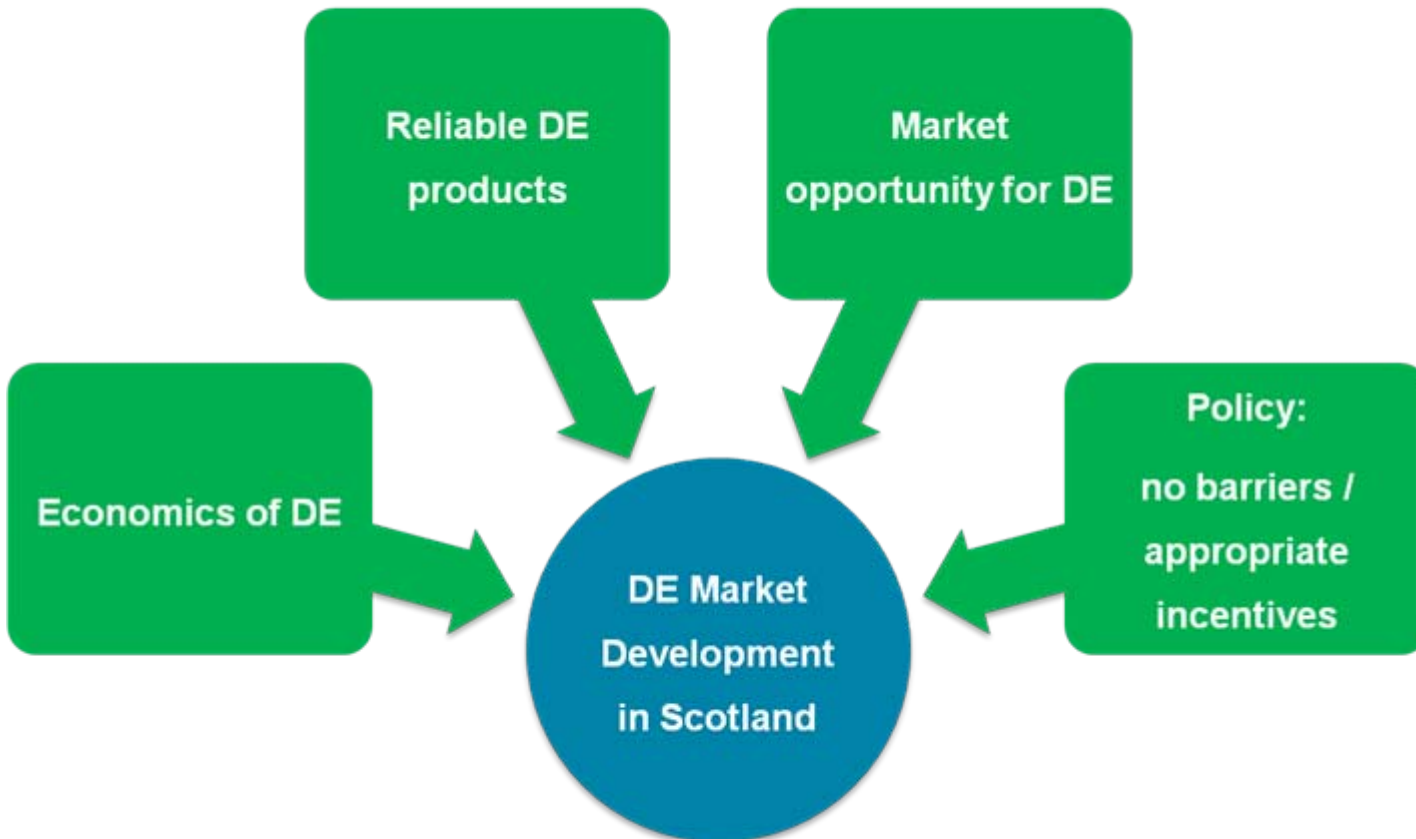 Reliable DE
products
Market
opportunity for DE
Economics of DE
Policy:
no barriers /
appropriate
incentives
DE Market
Development
in Scotland